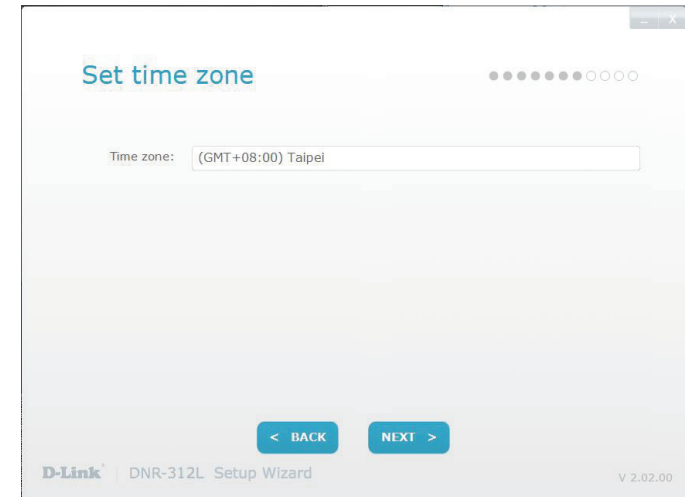 _ X
Set time zone
Time zone: (GMT+08:00) Taipei
< BACK NEXT >
D-Link DNR-312L Setup Wizard V 2.02.00